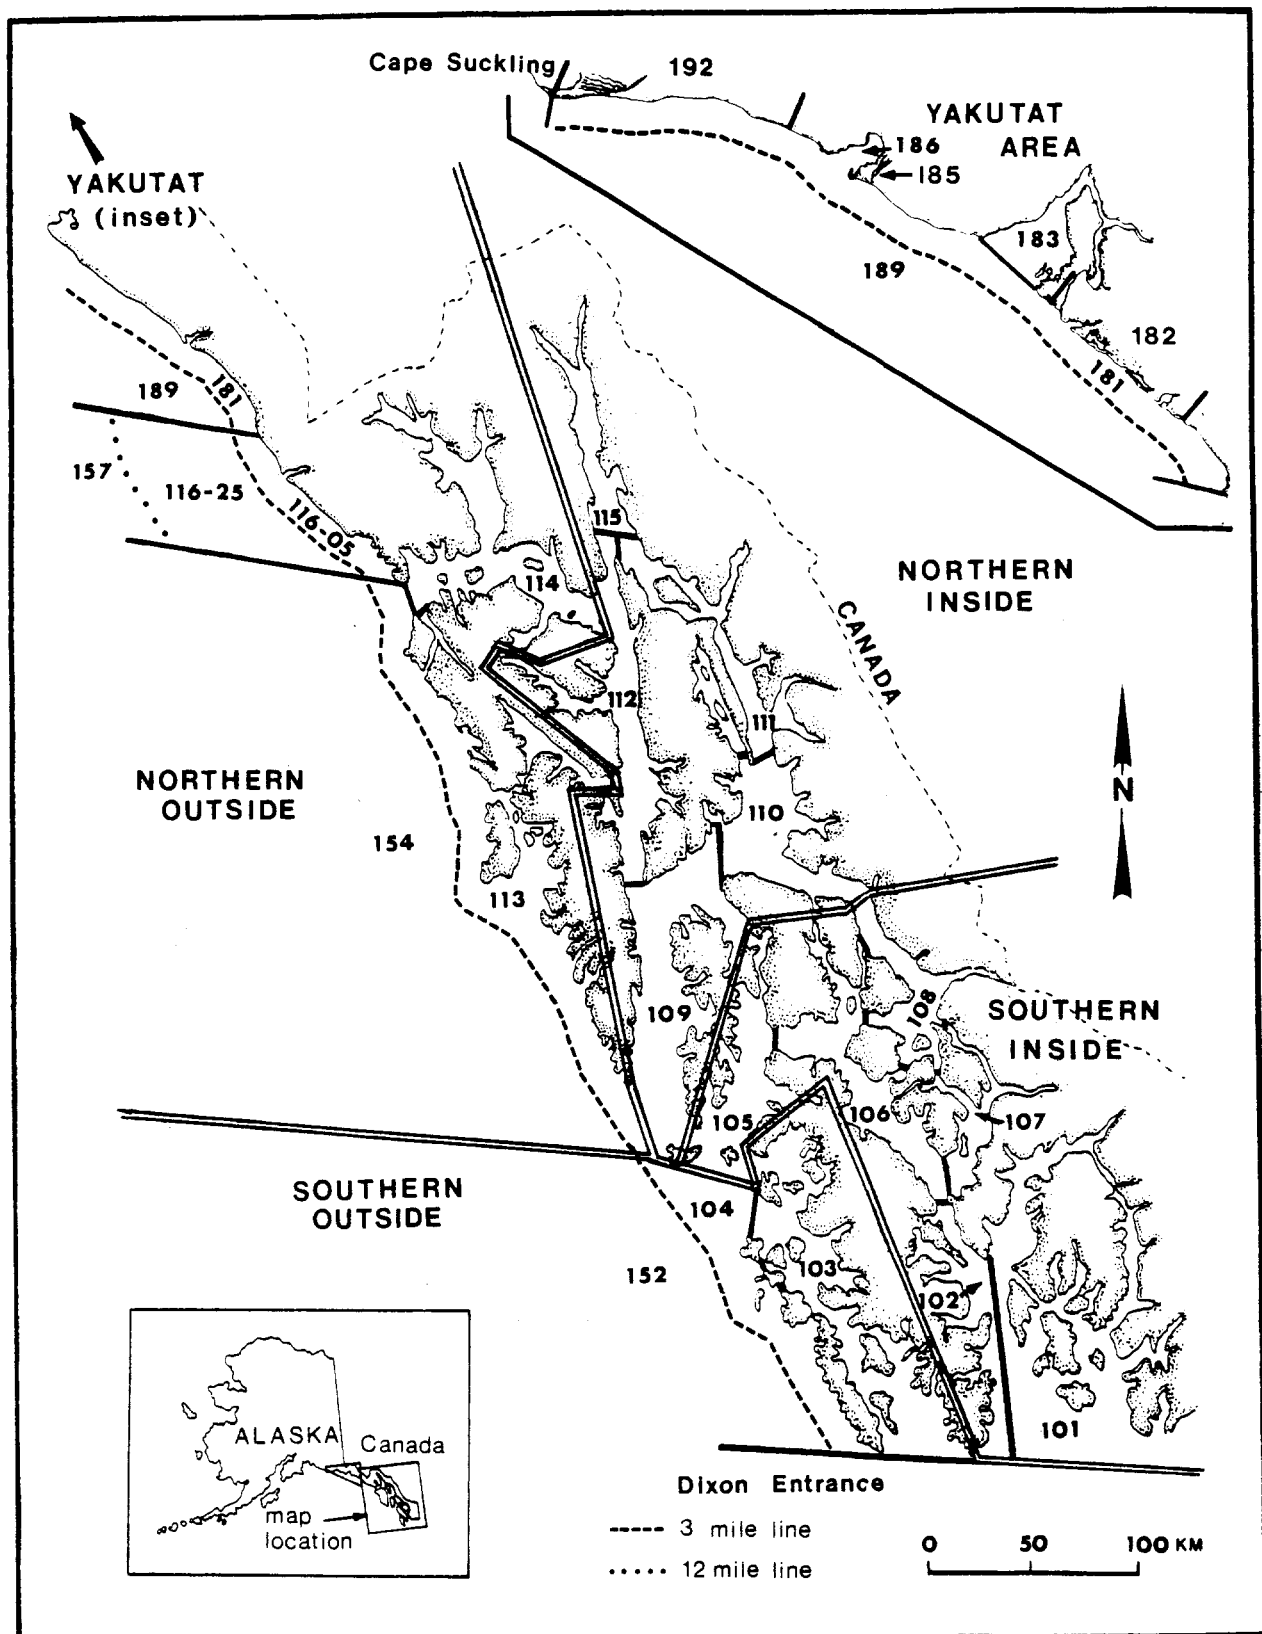 Cape Suckling
192
YAKUTAT
AREA
186
185
183
189
182
181
YAKUTAT
(inset)
189
181
157
116-25
116-05
115
114
NORTHERN
INSIDE
CANADA
112
111
NORTHERN
OUTSIDE
110
N
154
113
109
108
SOUTHERN
INSIDE
105
106
107
SOUTHERN
OUTSIDE
104
152
103
102
101
ALASKA
Canada
map
location
Dixon Entrance
3 mile line
12 mile line
0 50 100 KM